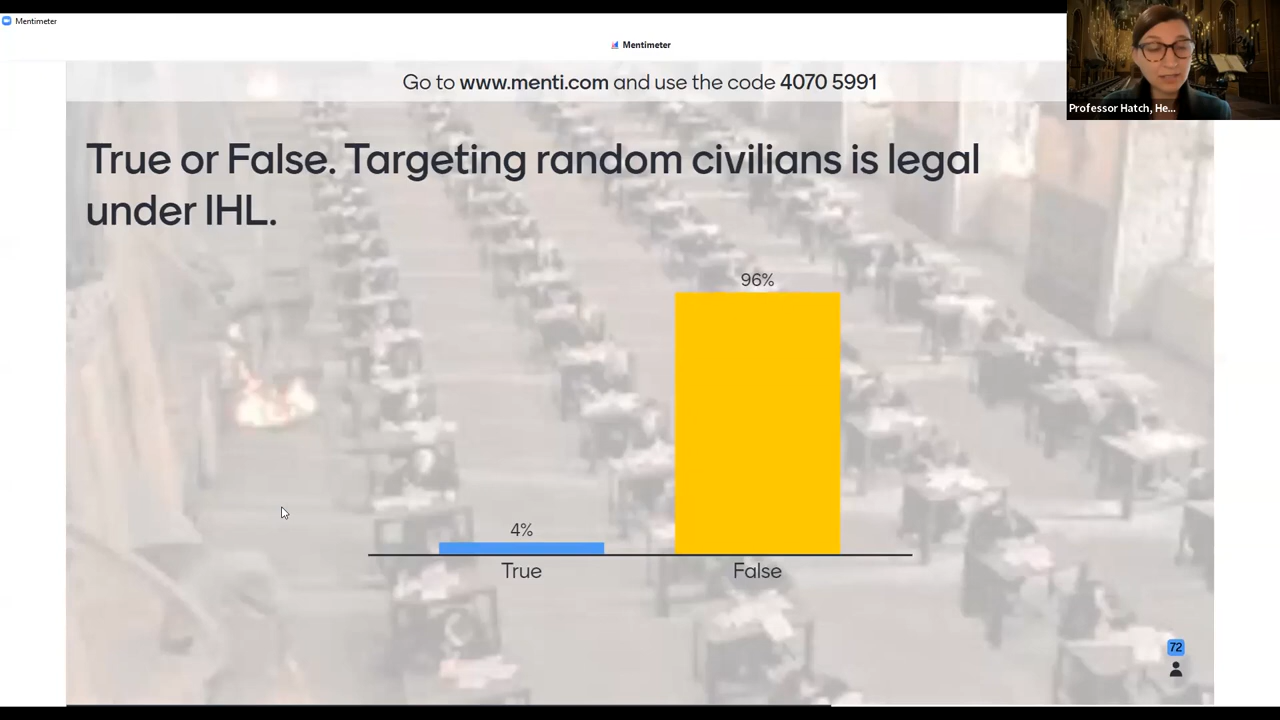 Mentimeter
Mentimeter
Go to www.menti.com and use the code 4070 5991
Professor Hatch, He...
True or False. Targeting random civilians is legal
under IHL.
96%
4%
True
False
72